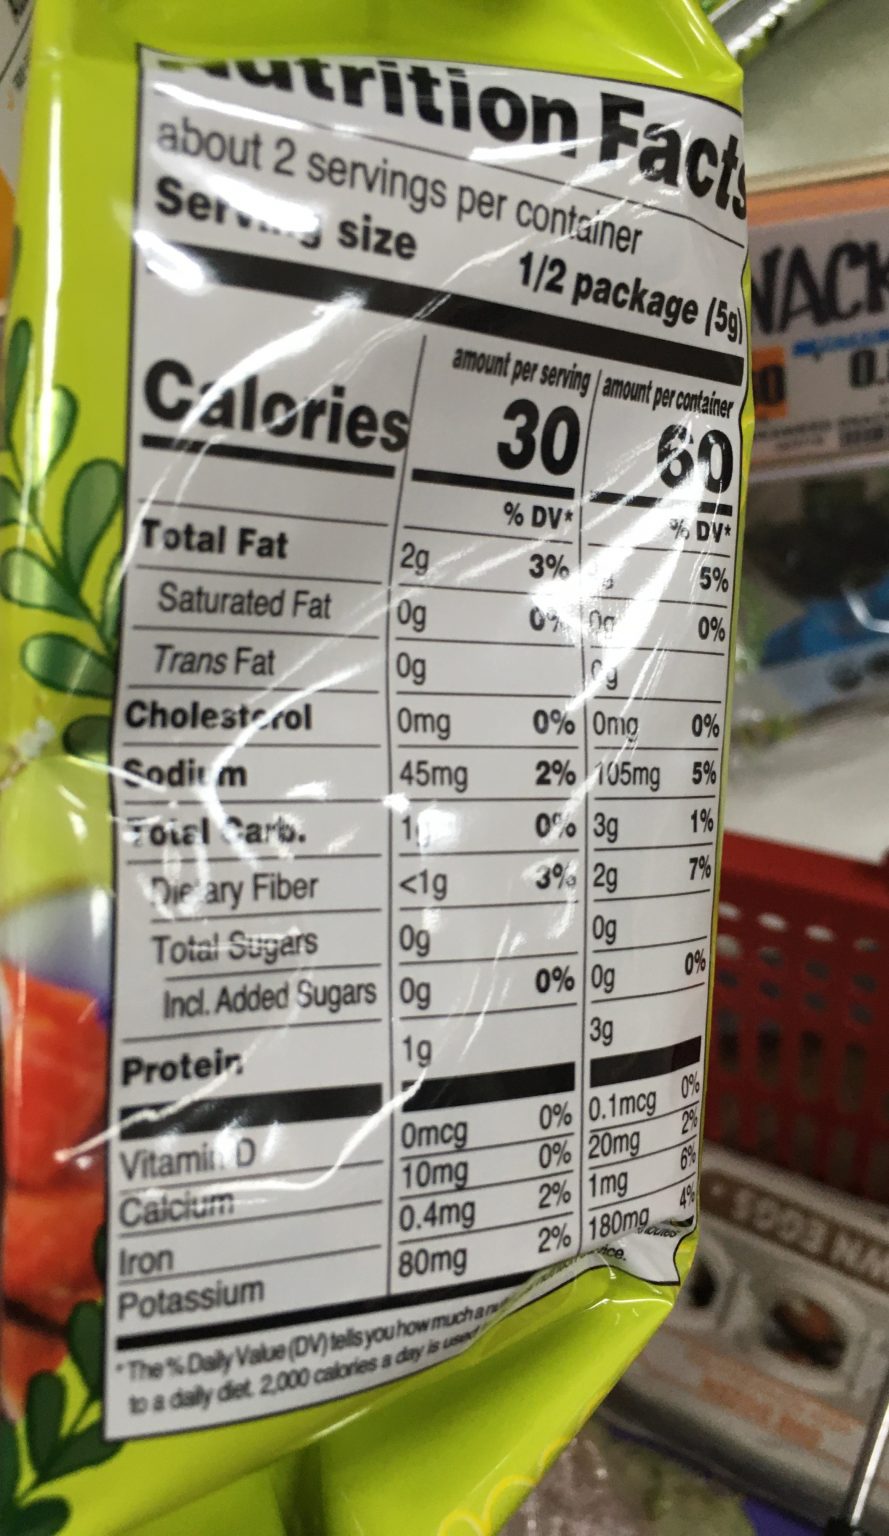 Nutrition Facts
about 2 servings per container
Serving size 1/2 package (5g)
amount per serving amount per container
Calories 30 60
% DV* % DV*
Total Fat 2g 3% 5%
Saturated Fat 0g 0% 0g 0%
Trans Fat 0g 0g
Cholesterol 0mg 0% 0mg 0%
Sodium 45mg 2% 105mg 5%
Total Carb. 1g 0% 3g 1%
Dietary Fiber <1g 3% 2g 7%
Total Sugars 0g 0g
Incl. Added Sugars 0g 0% 0g 0%
Protein 1g 3g
Vitamin D 0mcg 0% 0.1mcg 0%
Calcium 10mg 0% 20mg 2%
Iron 0.4mg 2% 1mg 6%
Potassium 80mg 2% 180mg 4%
*The % Daily Value (DV) tells you how much a
to a daily diet. 2,000 calories a day is used
NACK
WN EGGS